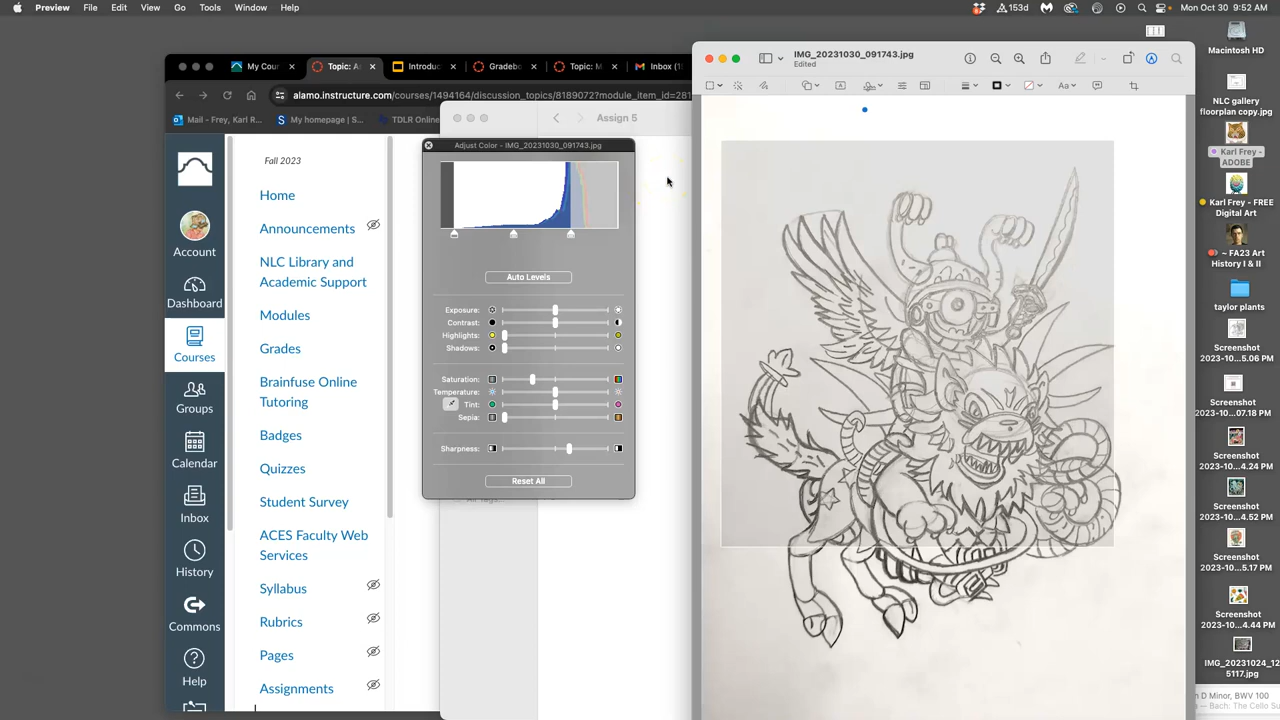 Preview File Edit View Go Tools Window Help
153d Mon Oct 30 9:52 AM
My Cour
Topic: A
Introduc
Gradebo
Topic: M
Inbox (1
alamo.instructure.com/courses/1494164/discussion_topics/8189072?module_item_id=281
Mail - Frey, Karl R...
My homepage | S...
TDLR Online
Account
Dashboard
Courses
Groups
Calendar
Inbox
History
Commons
Help
Fall 2023
Home
Announcements
NLC Library and
Academic Support
Modules
Grades
Brainfuse Online
Tutoring
Badges
Quizzes
Student Survey
ACES Faculty Web
Services
Syllabus
Rubrics
Pages
Assignments
Assign 5
All Tags...
Adjust Color - IMG_20231030_091743.jpg
Auto Levels
Exposure:
Contrast:
Highlights:
Shadows:
Saturation:
Temperature:
Tint:
Sepia:
Sharpness:
Reset All
IMG_20231030_091743.jpg
Edited
Aa
Macintosh HD
NLC gallery
floorplan copy.jpg
Karl Frey -
ADOBE
Karl Frey - FREE
Digital Art
~ FA23 Art
History I & II
taylor plants
Screenshot
2023-10...5.06 PM
Screenshot
2023-10...07.18 PM
Screenshot
2023-10...4.24 PM
Screenshot
2023-10...4.52 PM
Screenshot
2023-10...5.17 PM
Screenshot
2023-10...4.44 PM
IMG_20231024_12
5117.jpg
n D Minor, BWV 100
— Bach: The Cello Su